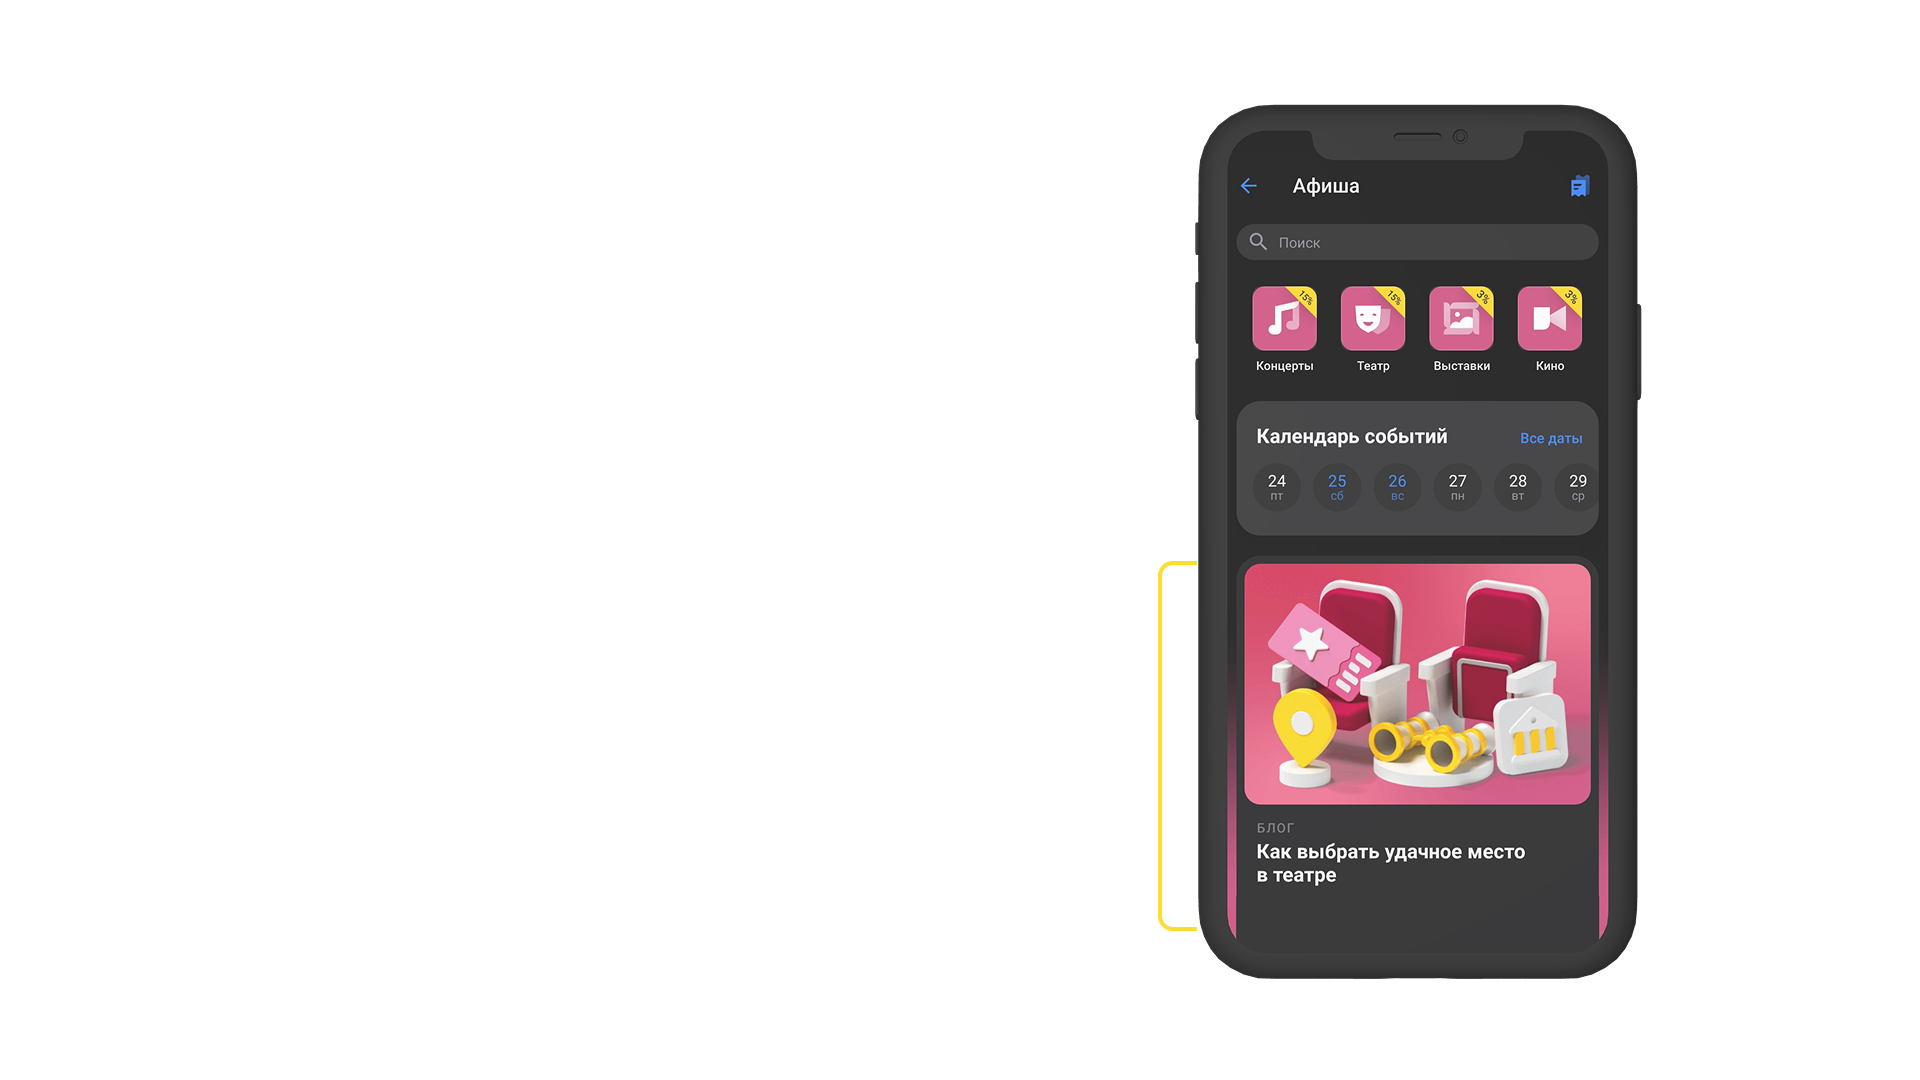 Афиша
Поиск
15% 15% 3% 3%
Концерты Театр Выставки Кино
Календарь событий Все даты
24 25 26 27 28 29
пт сб вс пн вт ср
БЛОГ
Как выбрать удачное место
в театре